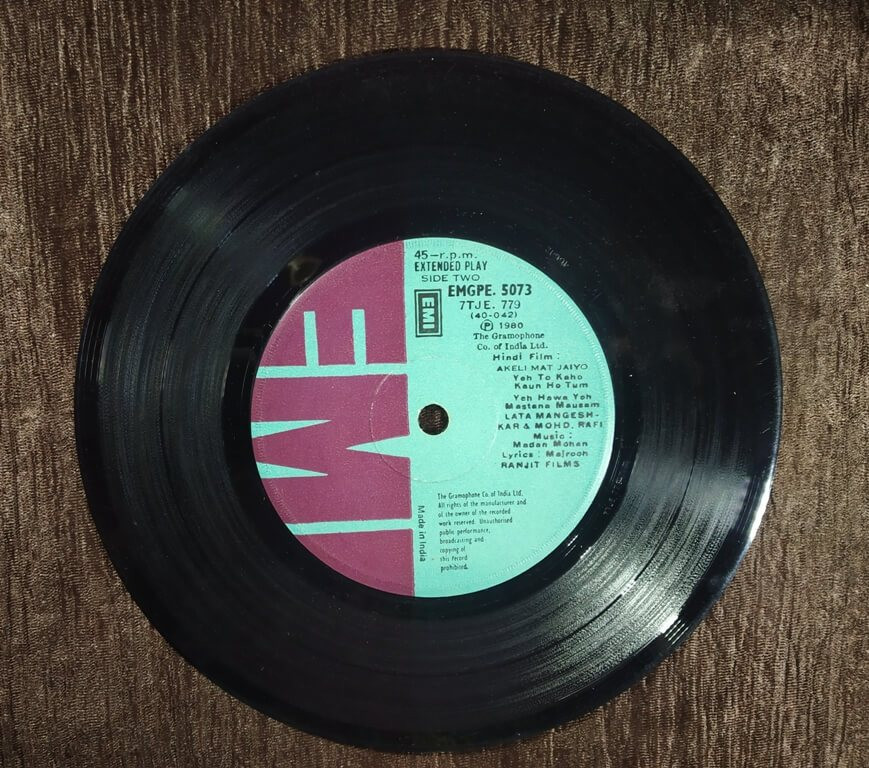 45-r.p.m.
EXTENDED PLAY
SIDE TWO
EMI
EMGPE. 5073
7TJE. 779
(40-042)
Ⓟ 1980
The Gramophone
Co. of India Ltd.
Hindi Film :
AKELI MAT JAIYO
Yeh To Kaho
Kaun Ho Tum
Yeh Hawa Yeh
Mastana Mausam
LATA MANGESH-
KAR & MOHD. RAFI
Music :
Madan Mohan
Lyrics : Majrooh
RANJIT FILMS
EMI
The Gramophone Co. of India Ltd.
All rights of the manufacturer and
of the owner of the recorded
work reserved. Unauthorised
public performance,
broadcasting and
copying of
this record
prohibited.
Made in India